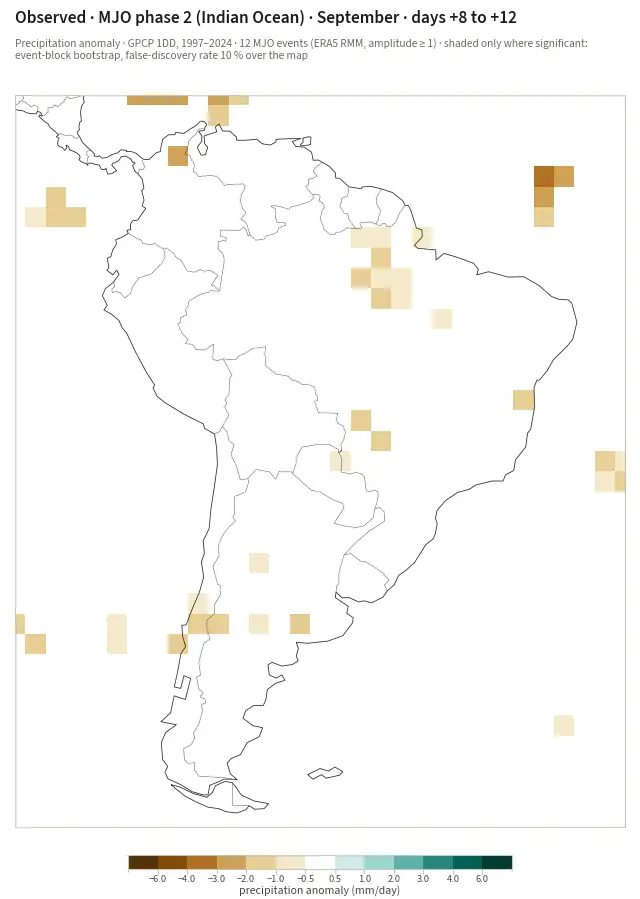 Observed · MJO phase 2 (Indian Ocean) · September · days +8 to +12
Precipitation anomaly · GPCP 1DD, 1997–2024 · 12 MJO events (ERA5 RMM, amplitude ≥ 1) · shaded only where significant:
event-block bootstrap, false-discovery rate 10 % over the map
−6.0 −4.0 −3.0 −2.0 −1.0 −0.5 0.5 1.0 2.0 3.0 4.0 6.0
precipitation anomaly (mm/day)